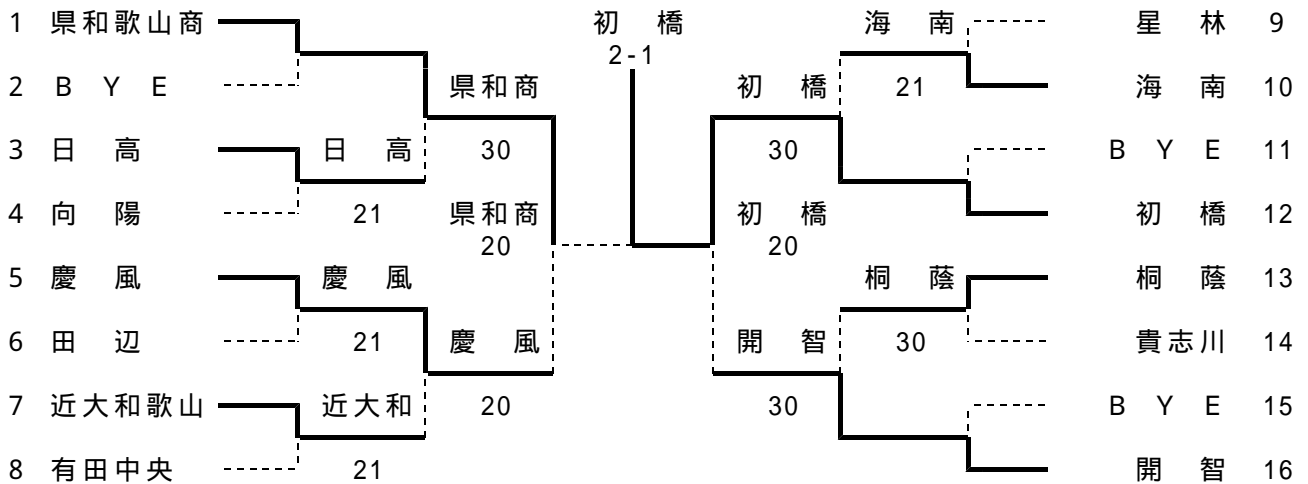 1 県和歌山商 初 橋 海 南 星 林 9
2-1
2 B Y E 県和商 初 橋 21 海 南 10
3 日 高 日 高 30 30 B Y E 11
4 向 陽 21 県和商 初 橋 初 橋 12
20 20
5 慶 風 慶 風 桐 蔭 桐 蔭 13
6 田 辺 21 慶 風 開 智 30 貴志川 14
7 近大和歌山 近大和 20 30 B Y E 15
8 有田中央 21 開 智 16